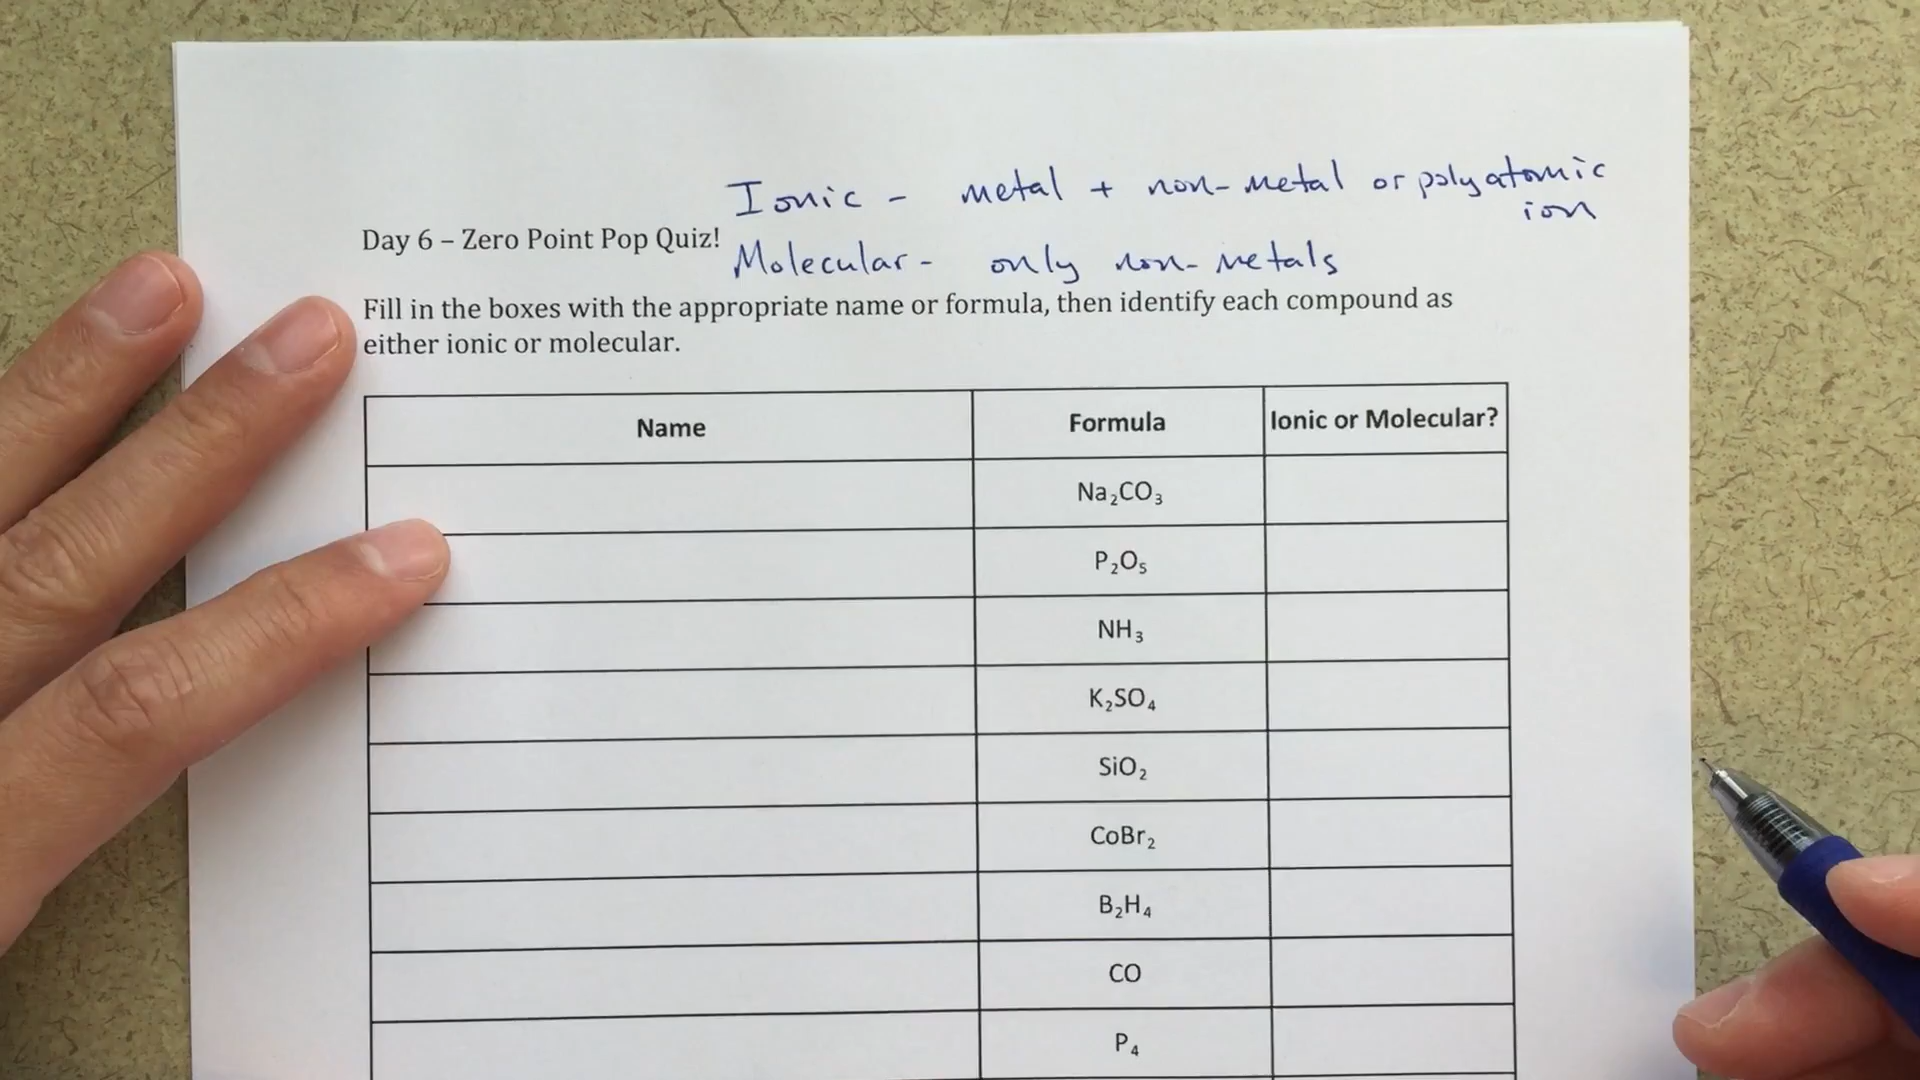 Ionic - metal + non-metal or polyatomic
ion
Day 6 – Zero Point Pop Quiz!
Molecular - only non-metals
Fill in the boxes with the appropriate name or formula, then identify each compound as
either ionic or molecular.
Name Formula Ionic or Molecular?
Na₂CO₃
P₂O₅
NH₃
K₂SO₄
SiO₂
CoBr₂
B₂H₄
CO
P₄